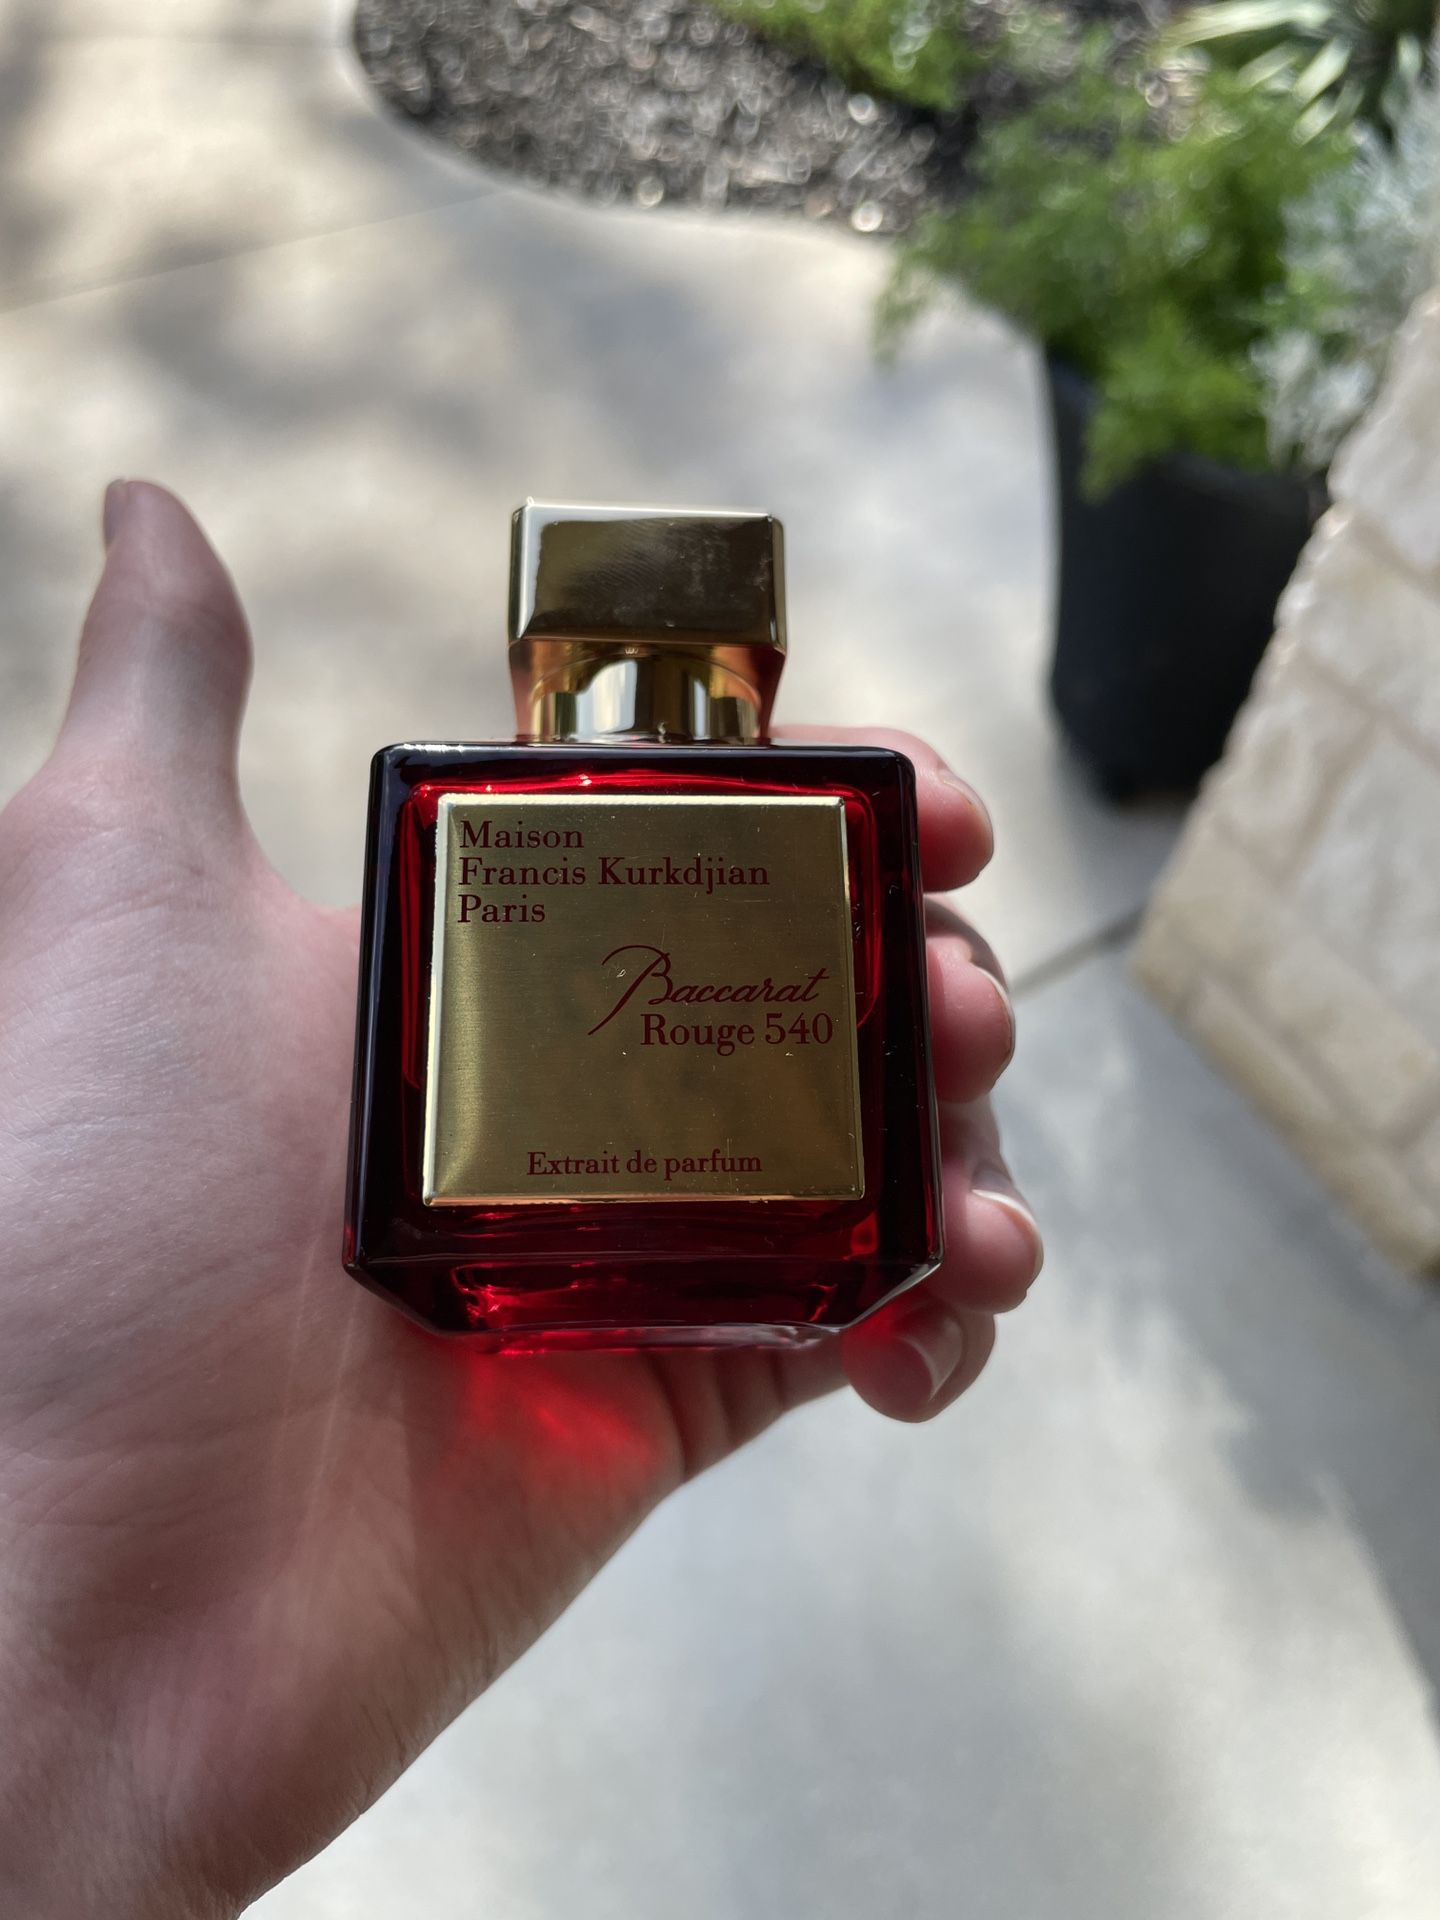 Maison
Francis Kurkdjian
Paris
Baccarat
Rouge 540
Extrait de parfum